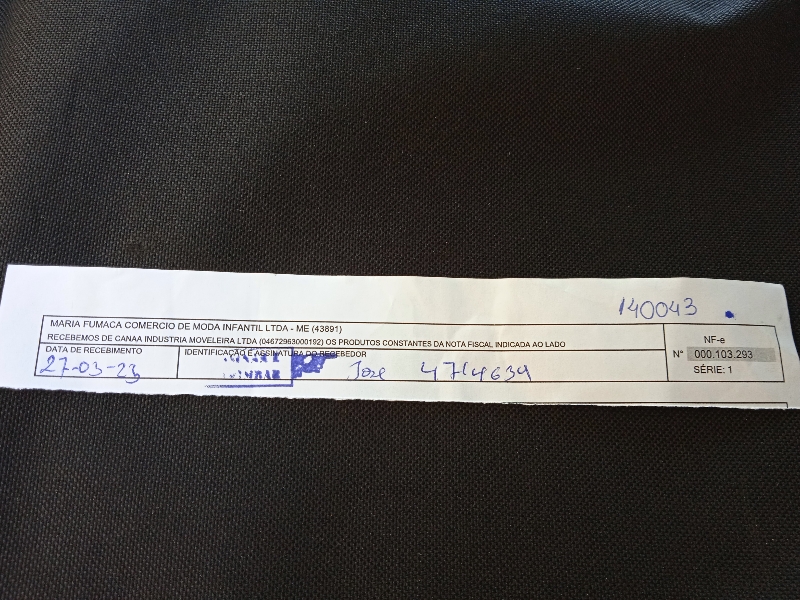 140043
MARIA FUMACA COMERCIO DE MODA INFANTIL LTDA - ME (43891)
RECEBEMOS DE CANAA INDUSTRIA MOVELEIRA LTDA (04672963000192) OS PRODUTOS CONSTANTES DA NOTA FISCAL INDICADA AO LADO
DATA DE RECEBIMENTO
27-03-23
IDENTIFICAÇÃO E ASSINATURA DO RECEBEDOR
Jose 4714639
NF-e
N° 000.103.293
SÉRIE: 1